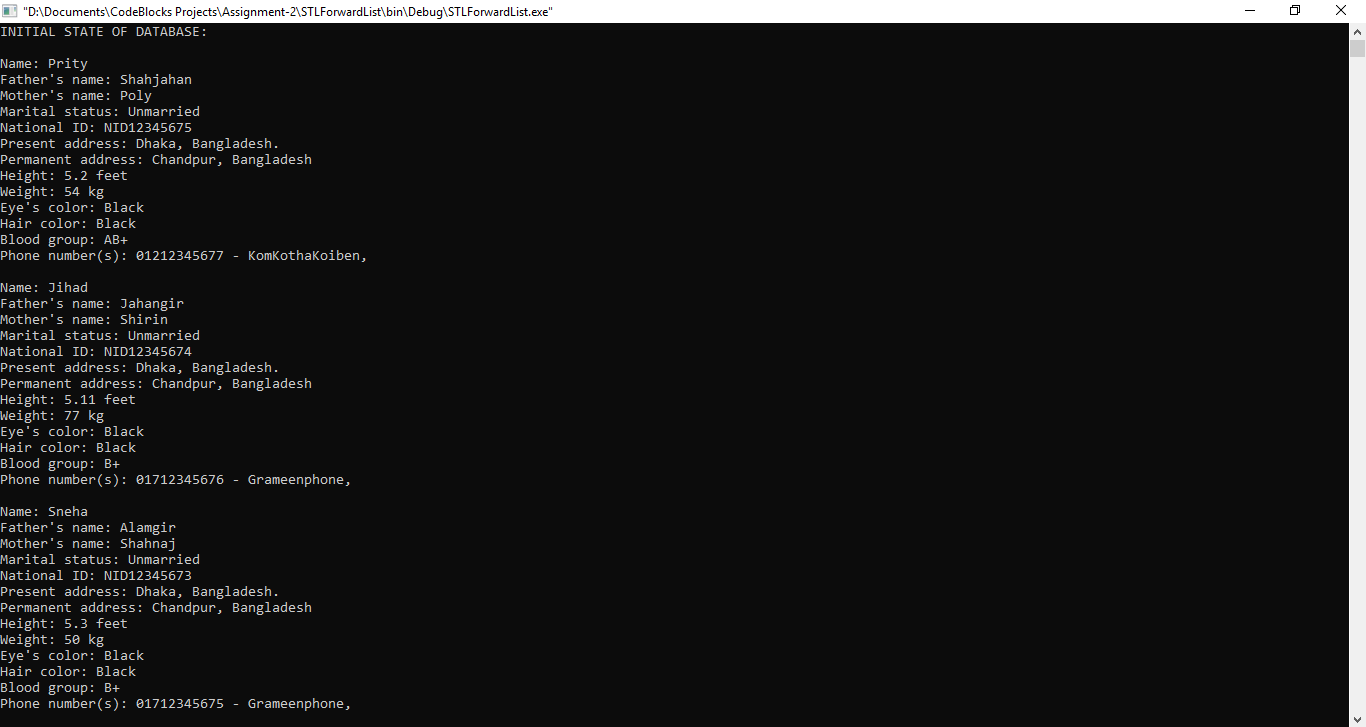 "D:\Documents\CodeBlocks Projects\Assignment-2\STLForwardList\bin\Debug\STLForwardList.exe"
INITIAL STATE OF DATABASE:
Name: Prity
Father's name: Shahjahan
Mother's name: Poly
Marital status: Unmarried
National ID: NID12345675
Present address: Dhaka, Bangladesh.
Permanent address: Chandpur, Bangladesh
Height: 5.2 feet
Weight: 54 kg
Eye's color: Black
Hair color: Black
Blood group: AB+
Phone number(s): 01212345677 - KomKothaKoiben,
Name: Jihad
Father's name: Jahangir
Mother's name: Shirin
Marital status: Unmarried
National ID: NID12345674
Present address: Dhaka, Bangladesh.
Permanent address: Chandpur, Bangladesh
Height: 5.11 feet
Weight: 77 kg
Eye's color: Black
Hair color: Black
Blood group: B+
Phone number(s): 01712345676 - Grameenphone,
Name: Sneha
Father's name: Alamgir
Mother's name: Shahnaj
Marital status: Unmarried
National ID: NID12345673
Present address: Dhaka, Bangladesh.
Permanent address: Chandpur, Bangladesh
Height: 5.3 feet
Weight: 50 kg
Eye's color: Black
Hair color: Black
Blood group: B+
Phone number(s): 01712345675 - Grameenphone,